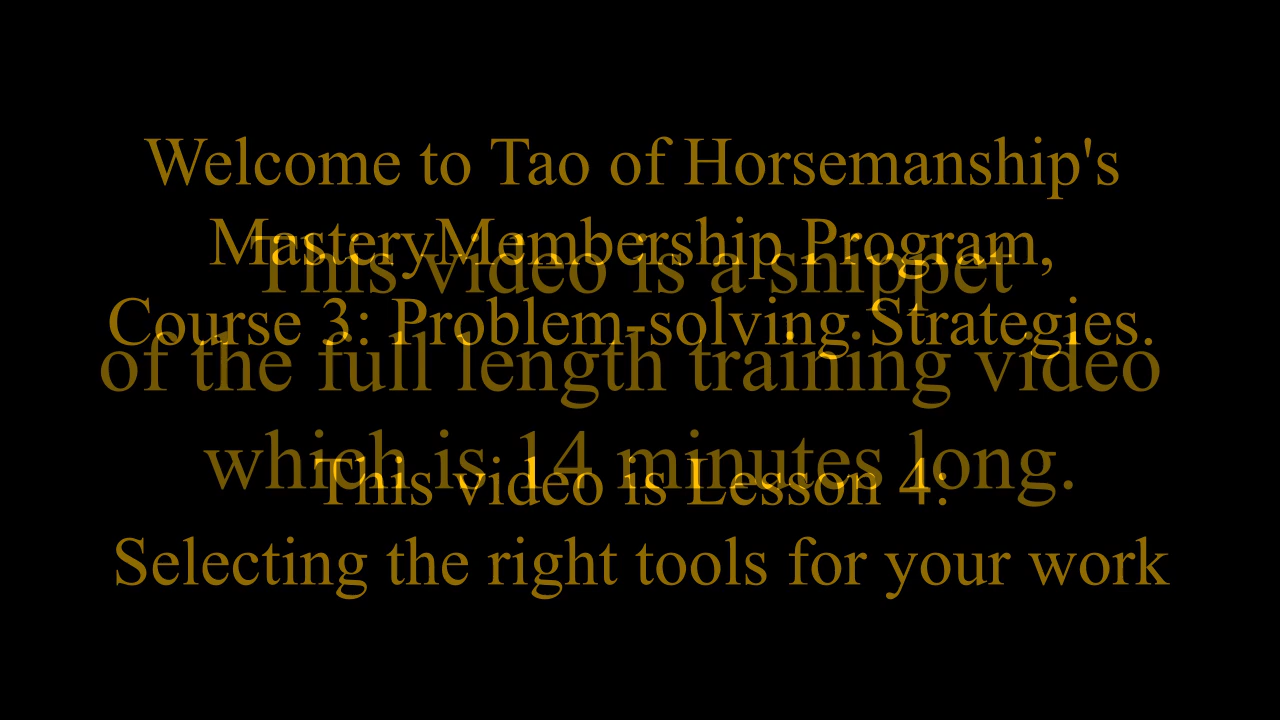 Welcome to Tao of Horsemanship's
MasteryMembership Program,
Course 3: Problem-solving Strategies.
This video is Lesson 4:
Selecting the right tools for your work
This video is a snippet
of the full length training video
which is 14 minutes long.